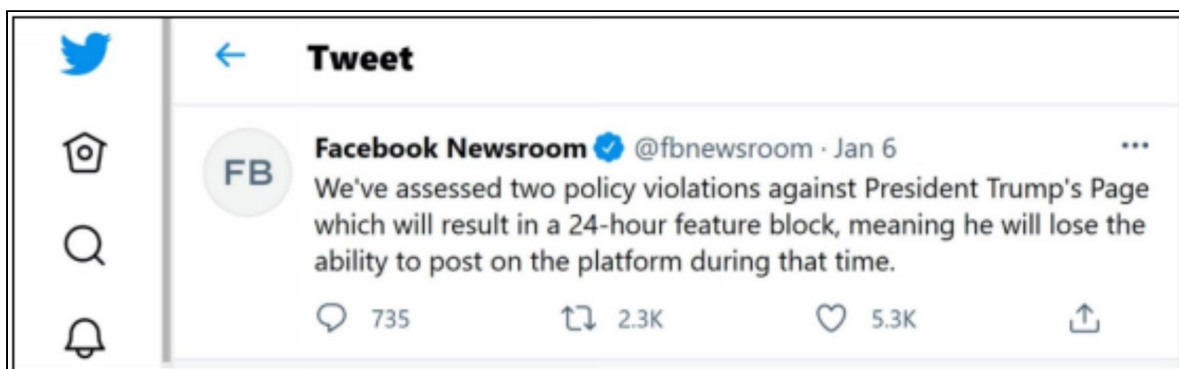 Tweet
FB
Facebook Newsroom @fbnewsroom · Jan 6
We've assessed two policy violations against President Trump's Page
which will result in a 24-hour feature block, meaning he will lose the
ability to post on the platform during that time.
735 2.3K 5.3K